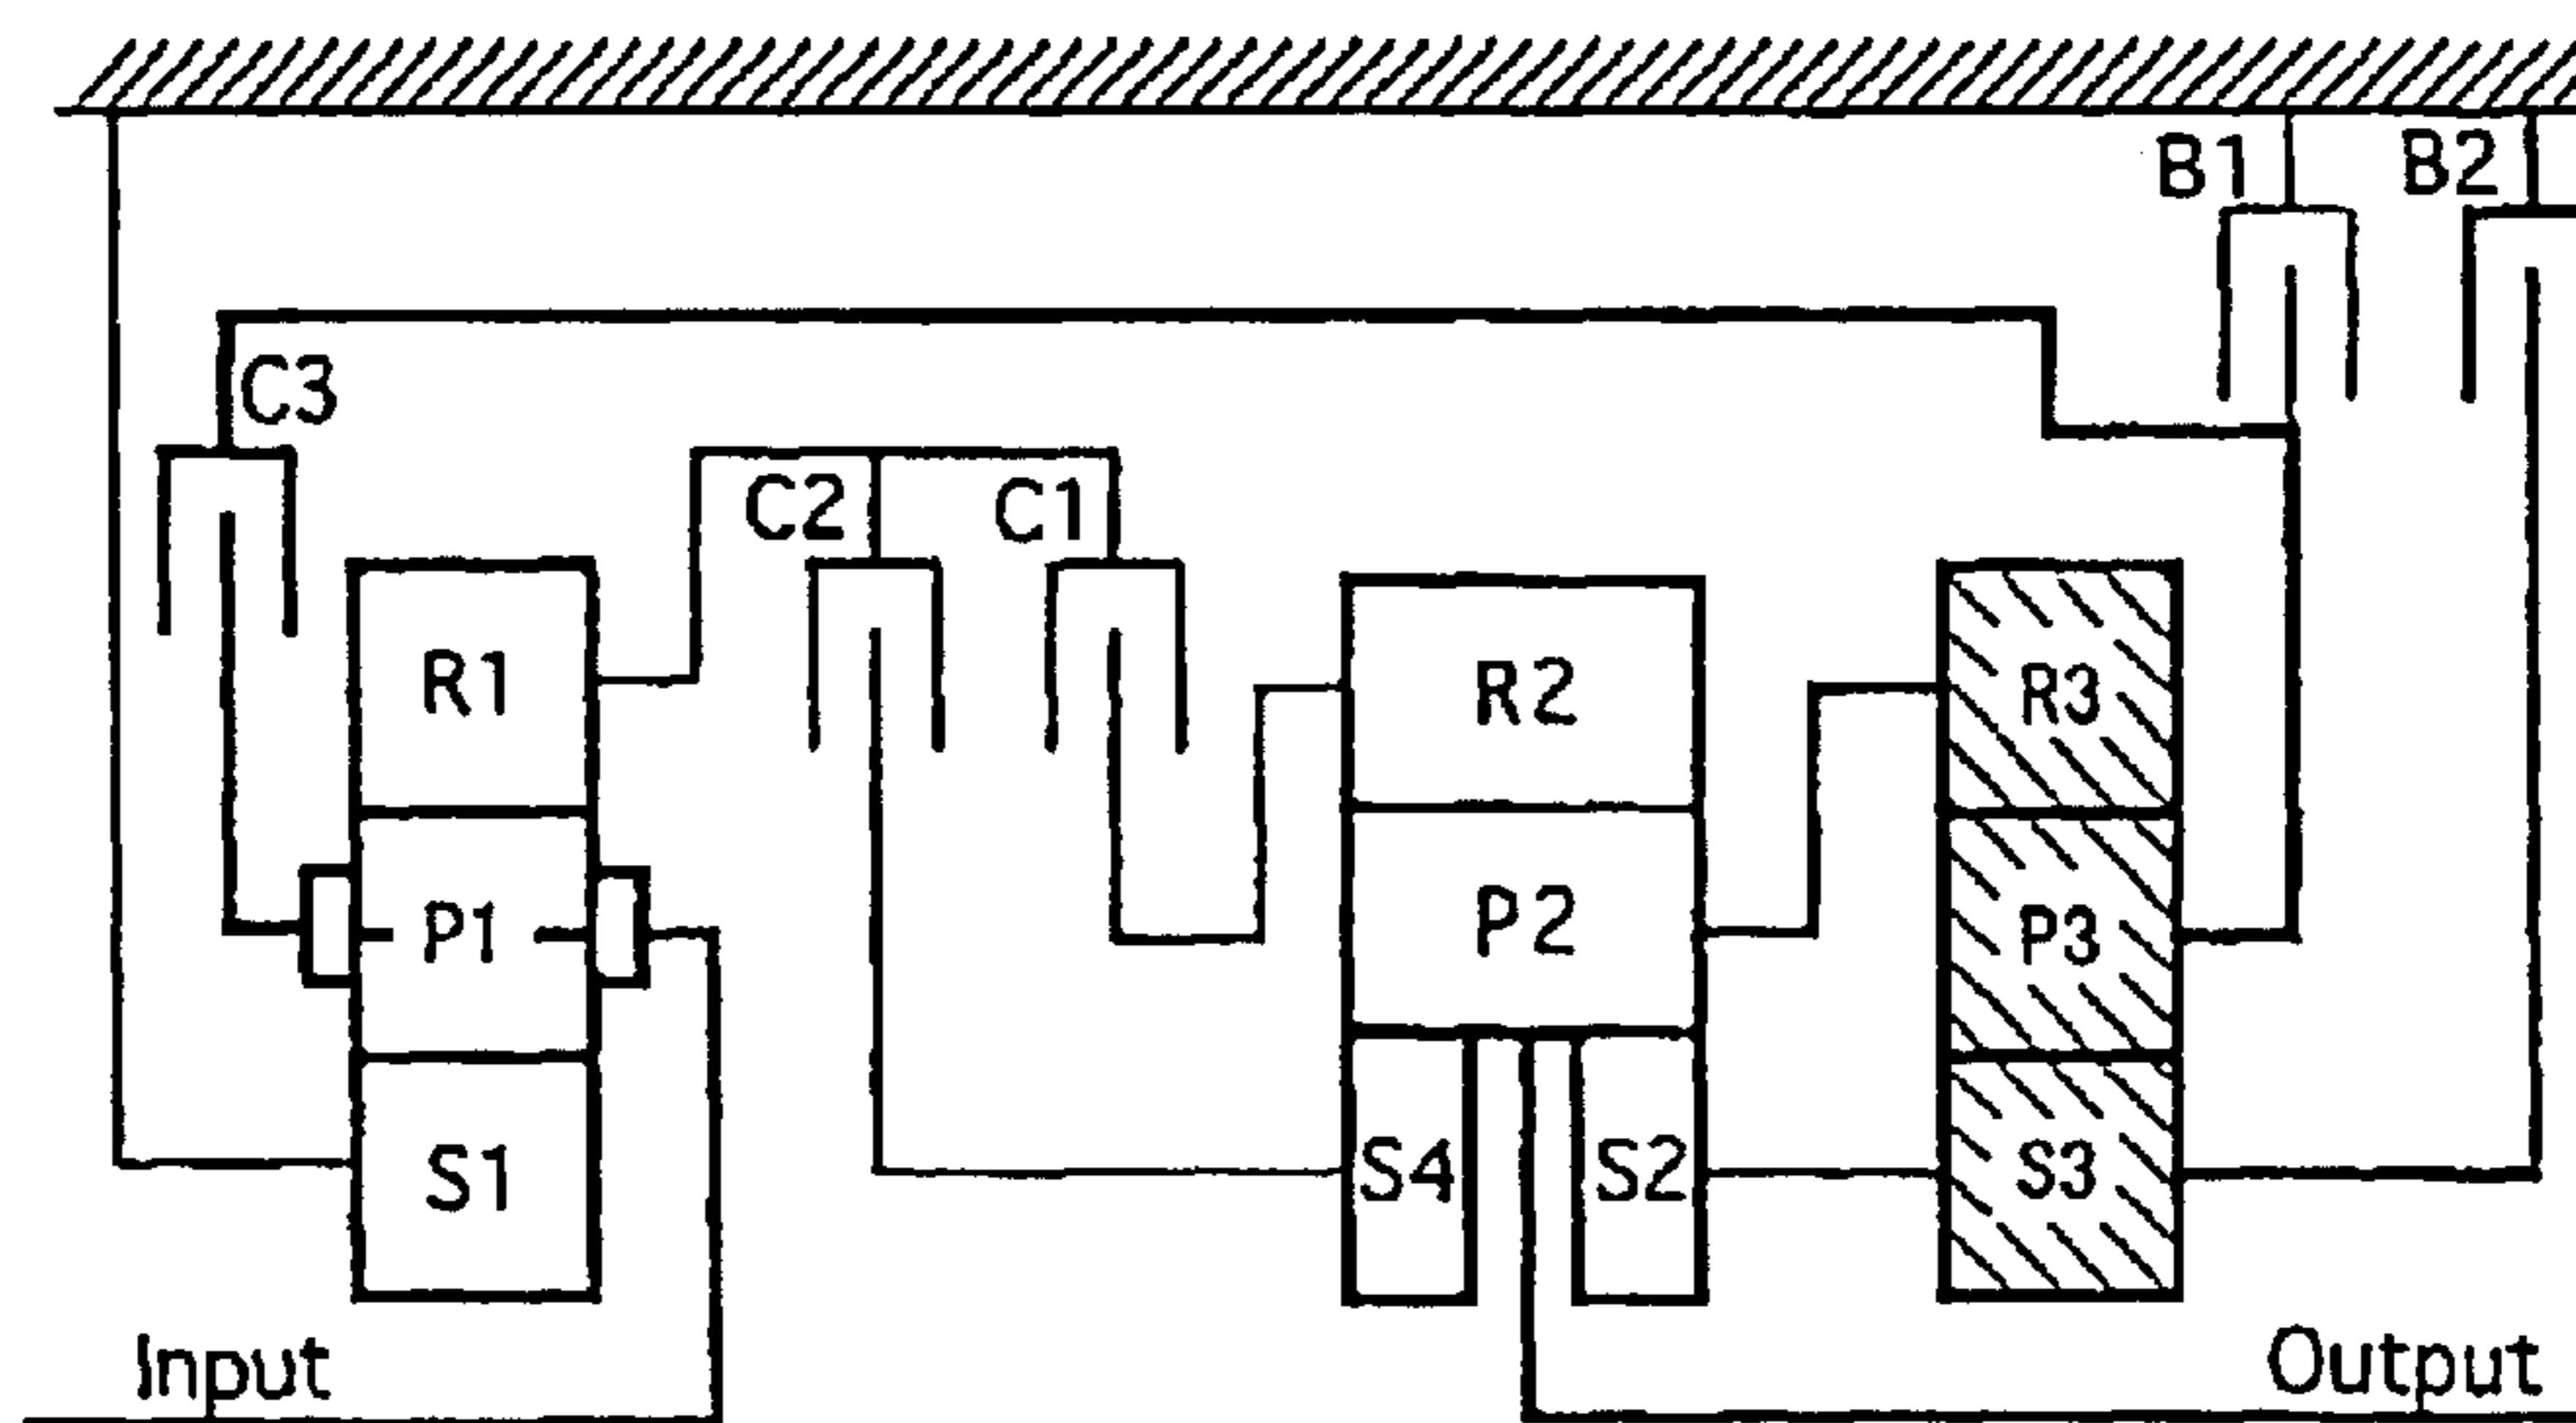 B1 B2
C3
C2 C1
R1 R2 R3
P1 P2 P3
S1 S4 S2 S3
Input Output